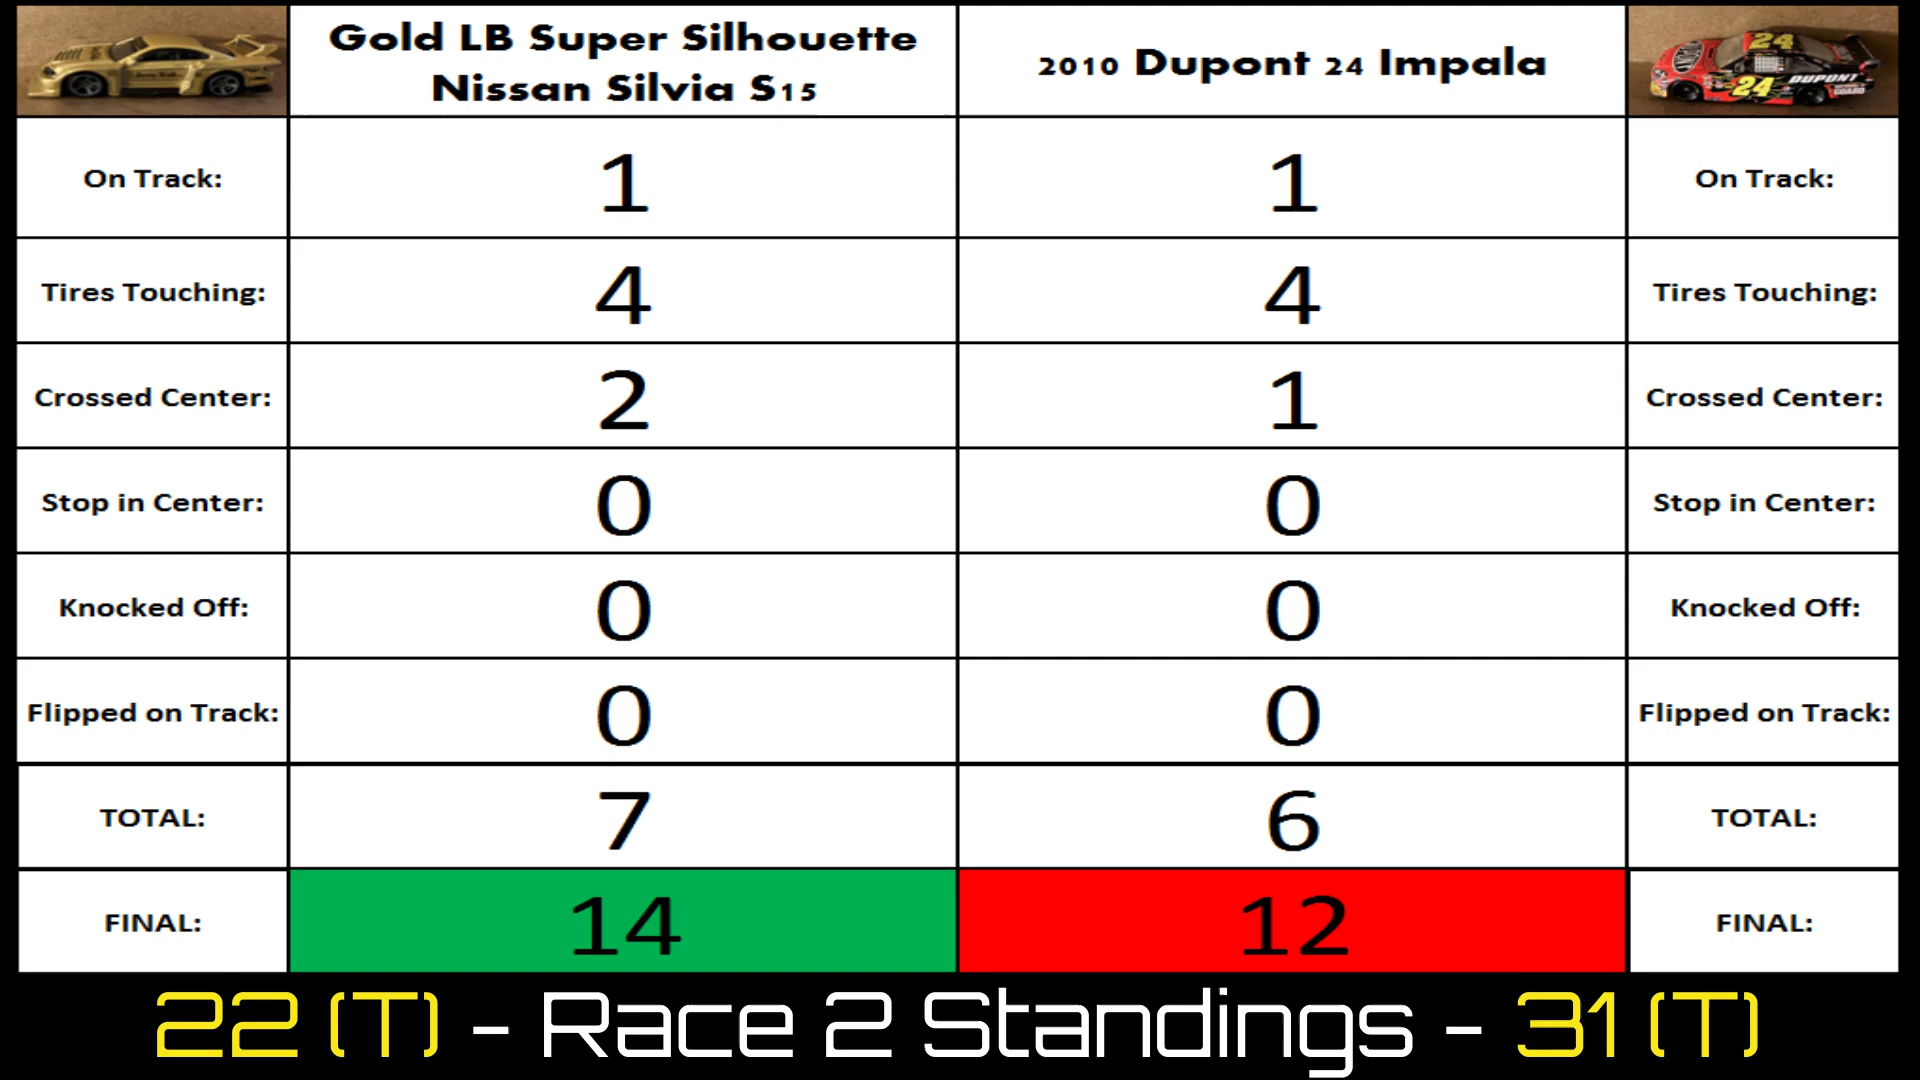 Gold LB Super Silhouette
Nissan Silvia S15
2010 Dupont 24 Impala
24
24
DUPONT
On Track:
1
1
On Track:
Tires Touching:
4
4
Tires Touching:
Crossed Center:
2
1
Crossed Center:
Stop in Center:
0
0
Stop in Center:
Knocked Off:
0
0
Knocked Off:
Flipped on Track:
0
0
Flipped on Track:
TOTAL:
7
6
TOTAL:
FINAL:
14
12
FINAL:
22 (T) - Race 2 Standings - 31 (T)